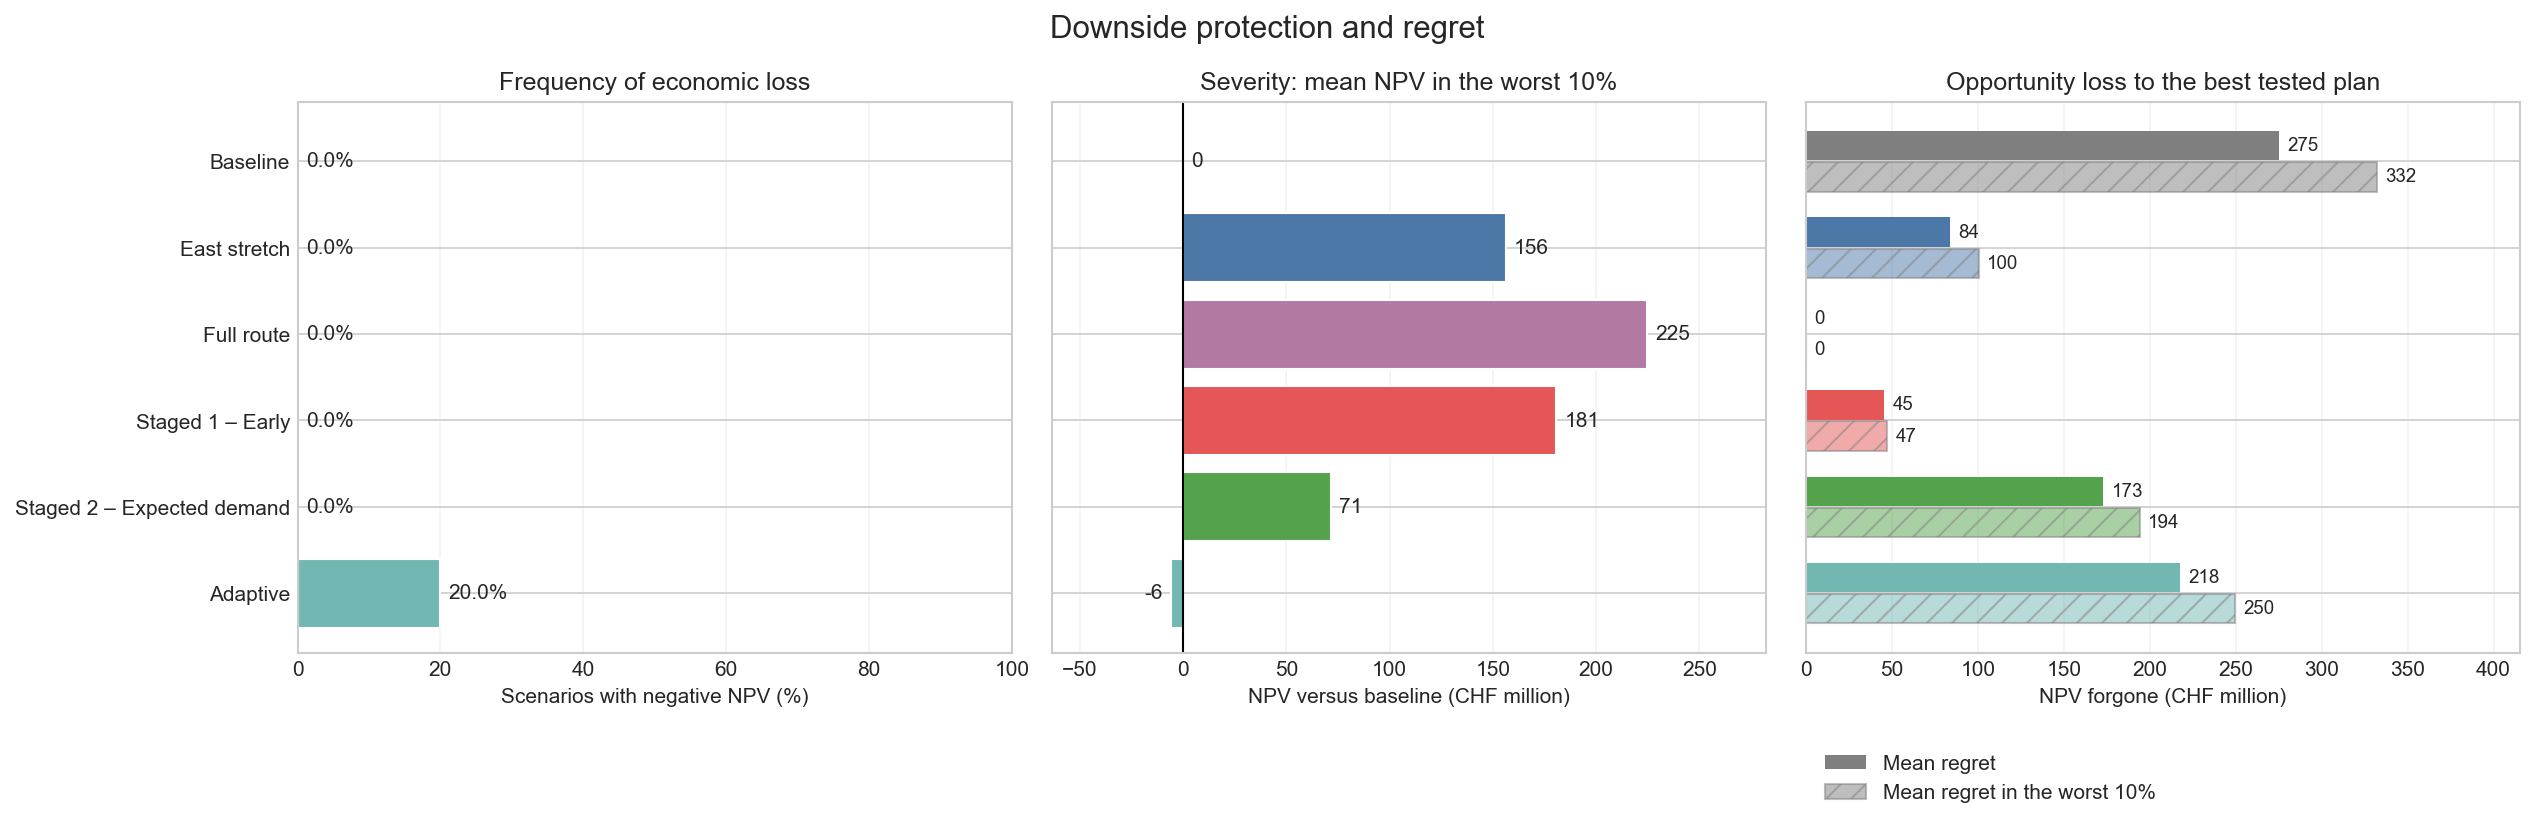 Downside protection and regret
Frequency of economic loss
Baseline 0.0%
East stretch 0.0%
Full route 0.0%
Staged 1 – Early 0.0%
Staged 2 – Expected demand 0.0%
Adaptive 20.0%
0 20 40 60 80 100
Scenarios with negative NPV (%)
Severity: mean NPV in the worst 10%
0
156
225
181
71
-6
−50 0 50 100 150 200 250
NPV versus baseline (CHF million)
Opportunity loss to the best tested plan
275
332
84
100
0
0
45
47
173
194
218
250
0 50 100 150 200 250 300 350 400
NPV forgone (CHF million)
Mean regret
Mean regret in the worst 10%